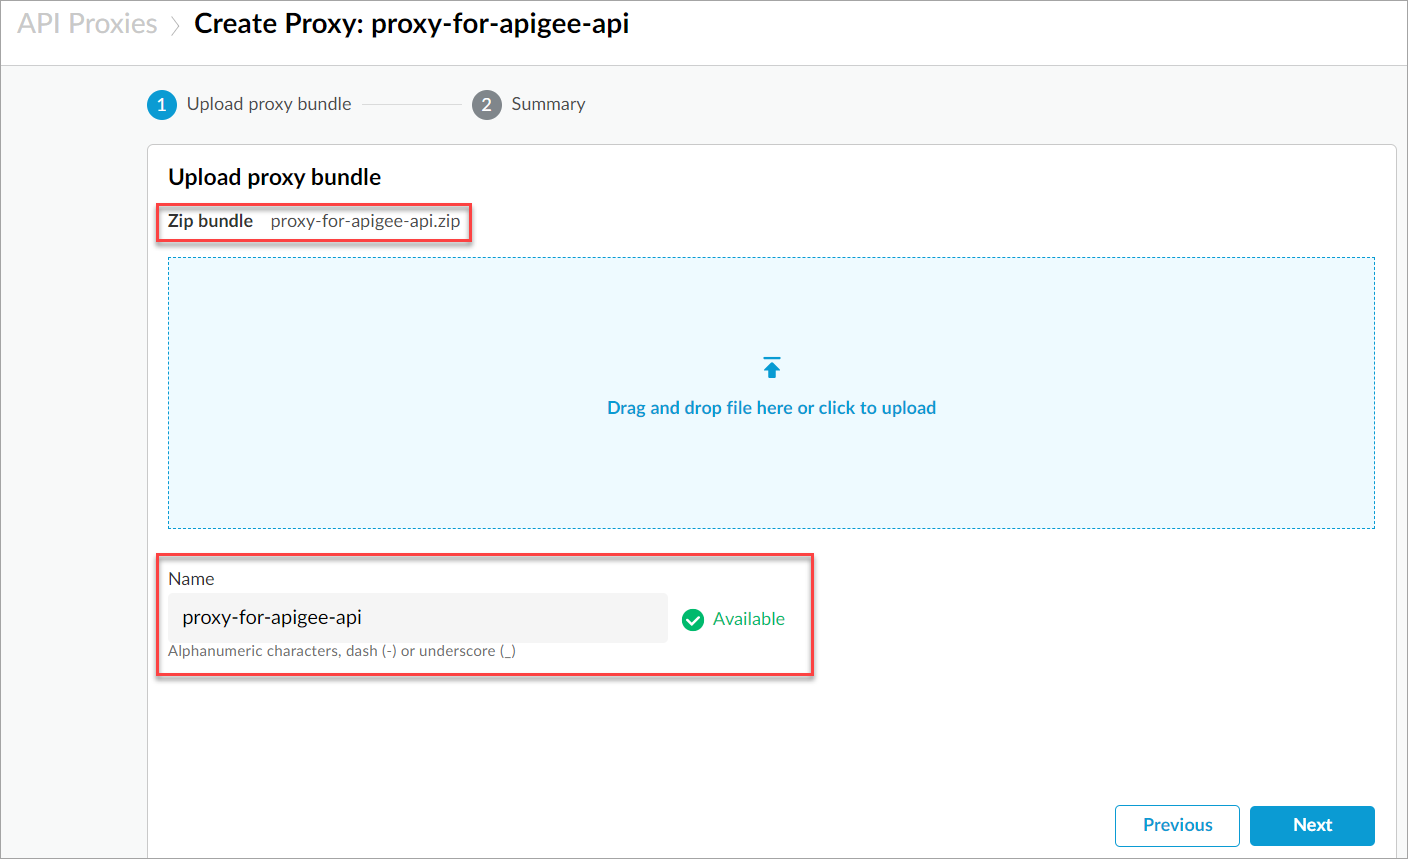 API Proxies > Create Proxy: proxy-for-apigee-api
1 Upload proxy bundle 2 Summary
Upload proxy bundle
Zip bundle proxy-for-apigee-api.zip
Drag and drop file here or click to upload
Name
proxy-for-apigee-api Available
Alphanumeric characters, dash (-) or underscore (_)
Previous Next